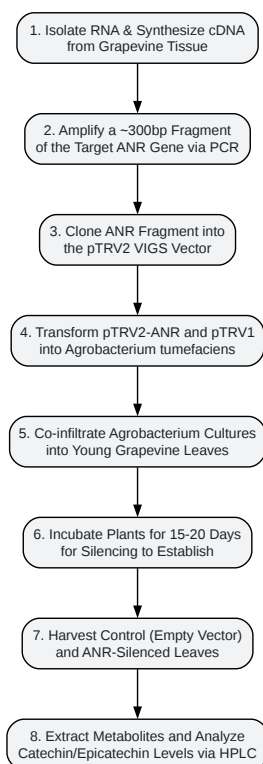 1. Isolate RNA & Synthesize cDNA
from Grapevine Tissue
2. Amplify a ~300bp Fragment
of the Target ANR Gene via PCR
3. Clone ANR Fragment into
the pTRV2 VIGS Vector
4. Transform pTRV2-ANR and pTRV1
into Agrobacterium tumefaciens
5. Co-infiltrate Agrobacterium Cultures
into Young Grapevine Leaves
6. Incubate Plants for 15-20 Days
for Silencing to Establish
7. Harvest Control (Empty Vector)
and ANR-Silenced Leaves
8. Extract Metabolites and Analyze
Catechin/Epicatechin Levels via HPLC